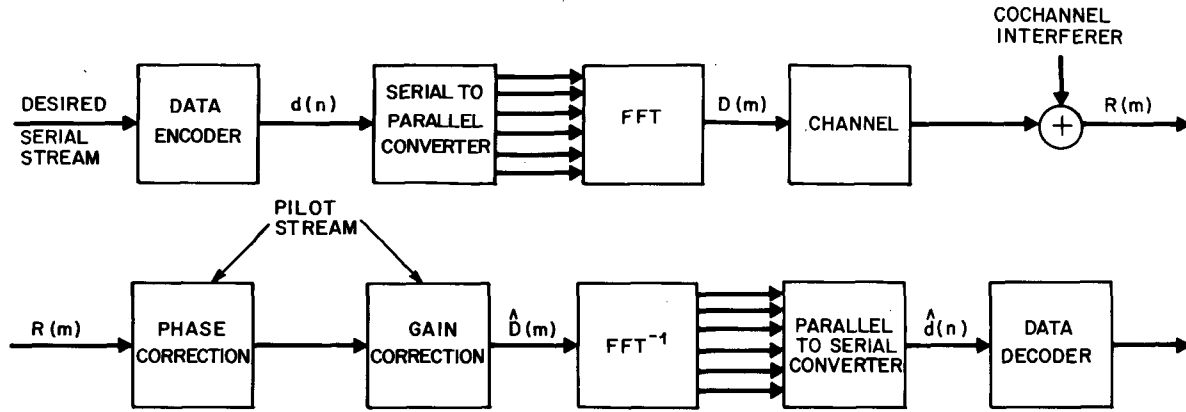 COCHANNEL
INTERFERER
DESIRED
SERIAL
STREAM
DATA
ENCODER
d(n)
SERIAL TO
PARALLEL
CONVERTER
FFT
D(m)
CHANNEL
+
R(m)
PILOT
STREAM
R(m)
PHASE
CORRECTION
GAIN
CORRECTION
D̂(m)
FFT⁻¹
PARALLEL
TO SERIAL
CONVERTER
d̂(n)
DATA
DECODER